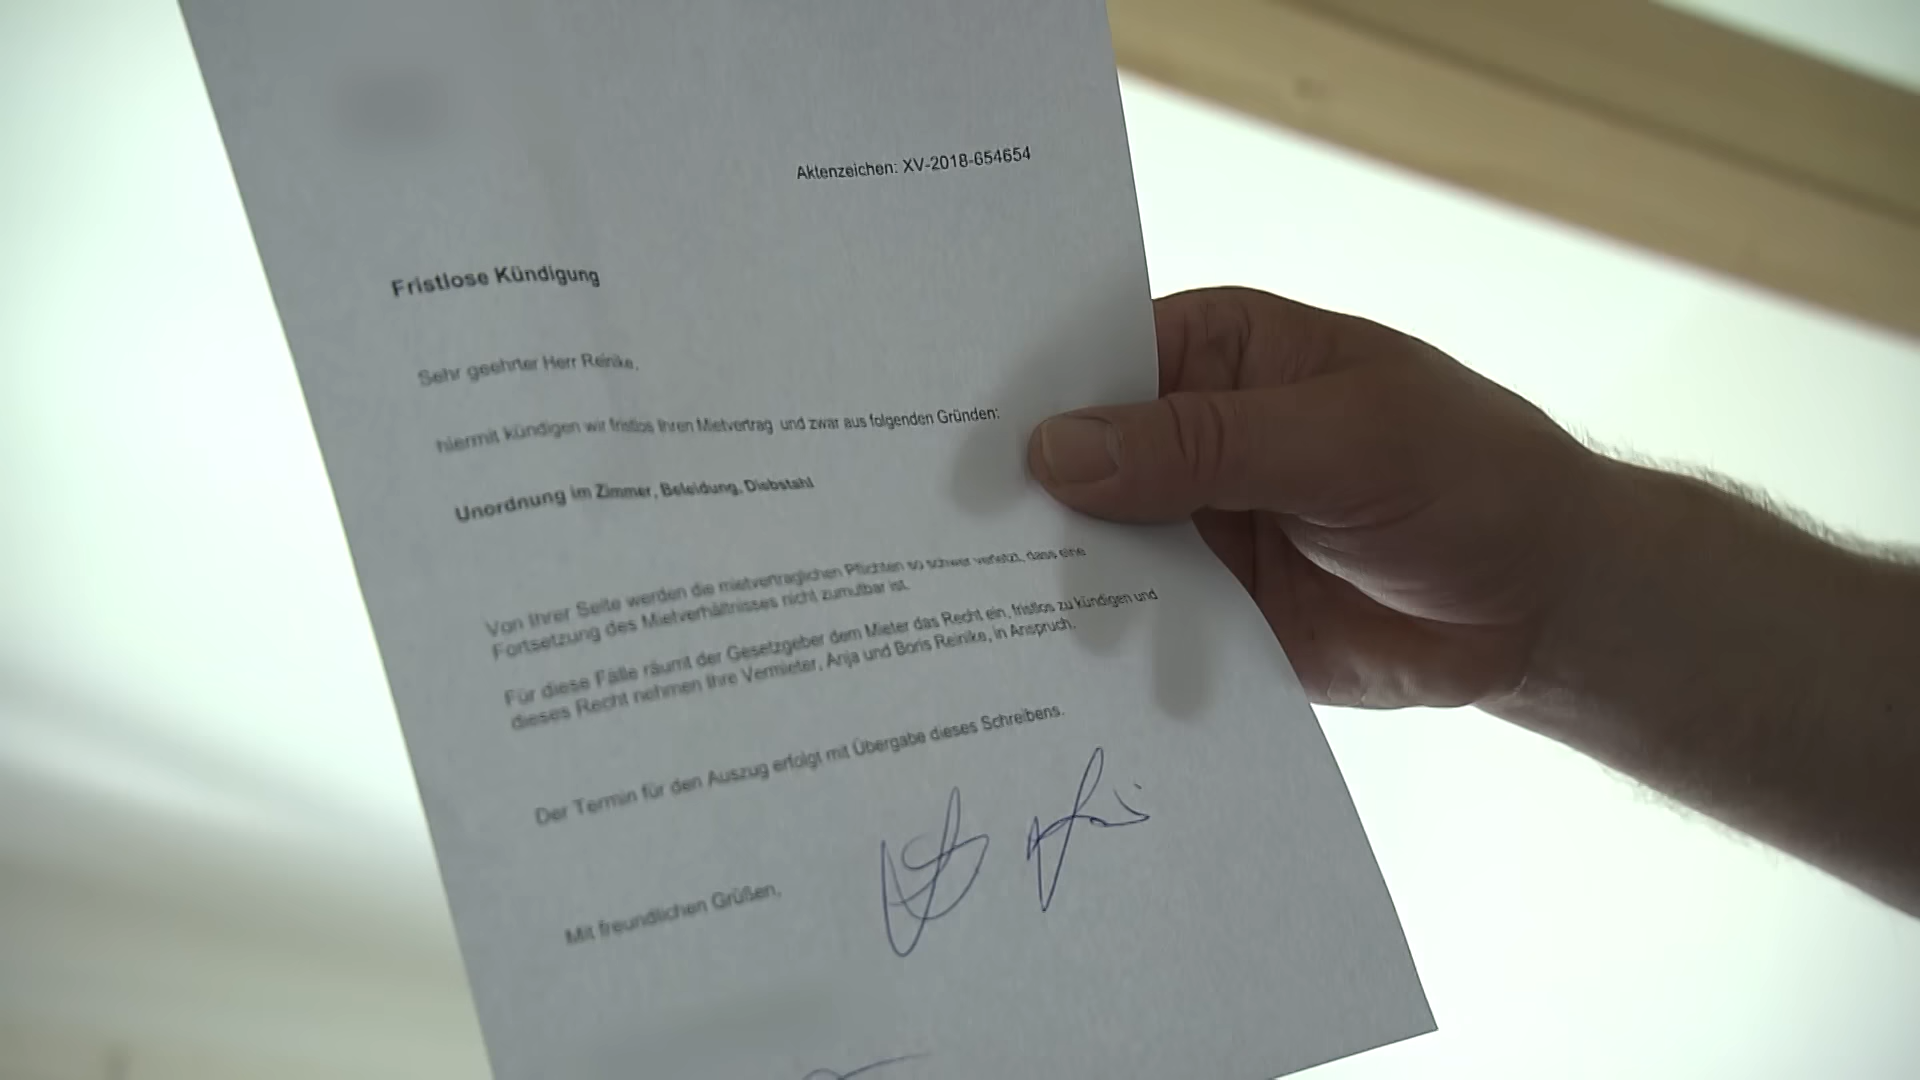 Aktenzeichen: XV-2018-654654
Fristlose Kündigung
Sehr geehrter Herr Reinike,
hiermit kündigen wir fristlos Ihren Mietvertrag und zwar aus folgenden Gründen:
Unordnung im Zimmer, Beleidung, Diebstahl
Von Ihrer Seite werden die mietvertraglichen Pflichten so schwer verletzt, dass eine
Fortsetzung des Mietverhältnisses nicht zumutbar ist.
Für diese Fälle räumt der Gesetzgeber dem Mieter das Recht ein, fristlos zu kündigen und
dieses Recht nehmen Ihre Vermieter, Anja und Boris Reinike, in Anspruch.
Der Termin für den Auszug erfolgt mit Übergabe dieses Schreibens.
Mit freundlichen Grüßen,